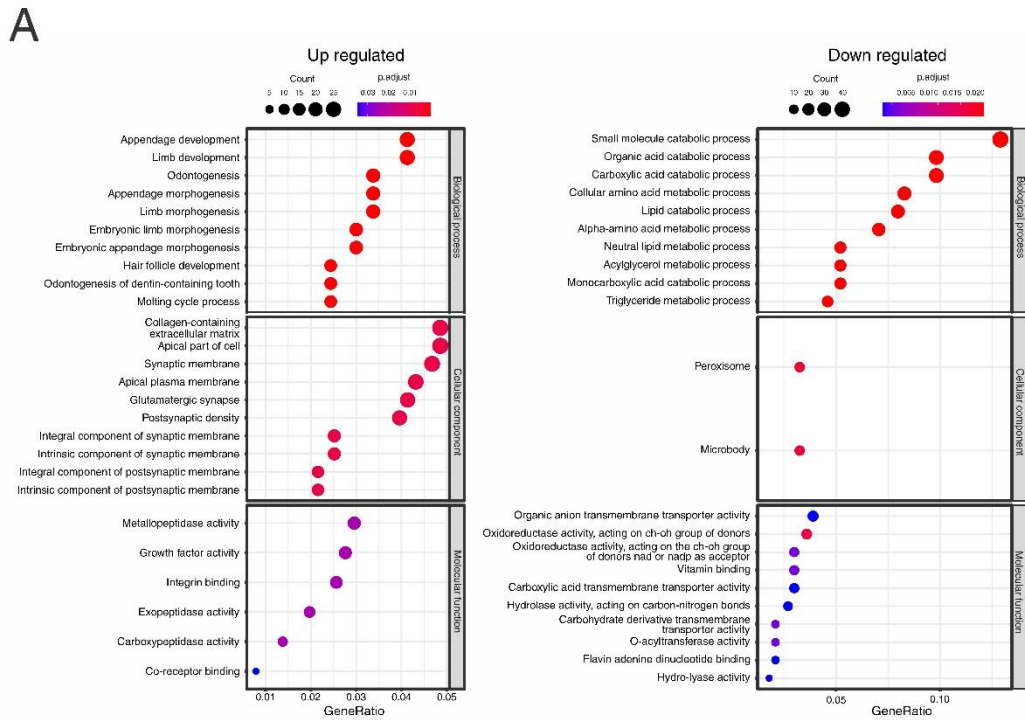 A
Up regulated
Count
5 10 15 20 25
p.adjust
0.03 0.02 0.01
Appendage development
Limb development
Odontogenesis
Appendage morphogenesis
Limb morphogenesis
Embryonic limb morphogenesis
Embryonic appendage morphogenesis
Hair follicle development
Odontogenesis of dentin-containing tooth
Molting cycle process
Biological process
Collagen-containing
extracellular matrix
Apical part of cell
Synaptic membrane
Apical plasma membrane
Glutamatergic synapse
Postsynaptic density
Integral component of synaptic membrane
Intrinsic component of synaptic membrane
Integral component of postsynaptic membrane
Intrinsic component of postsynaptic membrane
Cellular component
Metallopeptidase activity
Growth factor activity
Integrin binding
Exopeptidase activity
Carboxypeptidase activity
Co-receptor binding
Molecular function
0.01 0.02 0.03 0.04 0.05
GeneRatio
Down regulated
Count
10 20 30 40
p.adjust
0.005 0.010 0.015 0.020
Small molecule catabolic process
Organic acid catabolic process
Carboxylic acid catabolic process
Cellular amino acid metabolic process
Lipid catabolic process
Alpha-amino acid metabolic process
Neutral lipid metabolic process
Acylglycerol metabolic process
Monocarboxylic acid catabolic process
Triglyceride metabolic process
Biological process
Peroxisome
Microbody
Cellular component
Organic anion transmembrane transporter activity
Oxidoreductase activity, acting on ch-oh group of donors
Oxidoreductase activity, acting on the ch-oh group
of donors nad or nadp as acceptor
Vitamin binding
Carboxylic acid transmembrane transporter activity
Hydrolase activity, acting on carbon-nitrogen bonds
Carbohydrate derivative transmembrane
transporter activity
O-acyltransferase activity
Flavin adenine dinucleotide binding
Hydro-lyase activity
Molecular function
0.05 0.10
GeneRatio